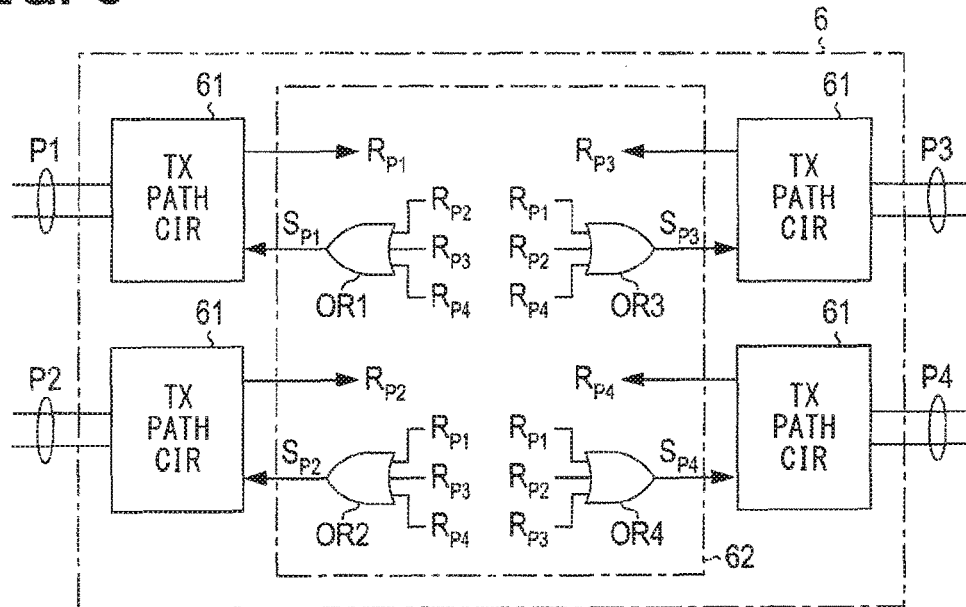 6
61
61
P1
TX
PATH
CIR
R_P1
S_P1
R_P2
R_P3
R_P4
OR1
R_P3
R_P1
R_P2
R_P4
S_P3
OR3
TX
PATH
CIR
P3
61
61
P2
TX
PATH
CIR
R_P2
S_P2
R_P1
R_P3
R_P4
OR2
R_P4
R_P1
R_P2
R_P3
S_P4
OR4
TX
PATH
CIR
P4
62